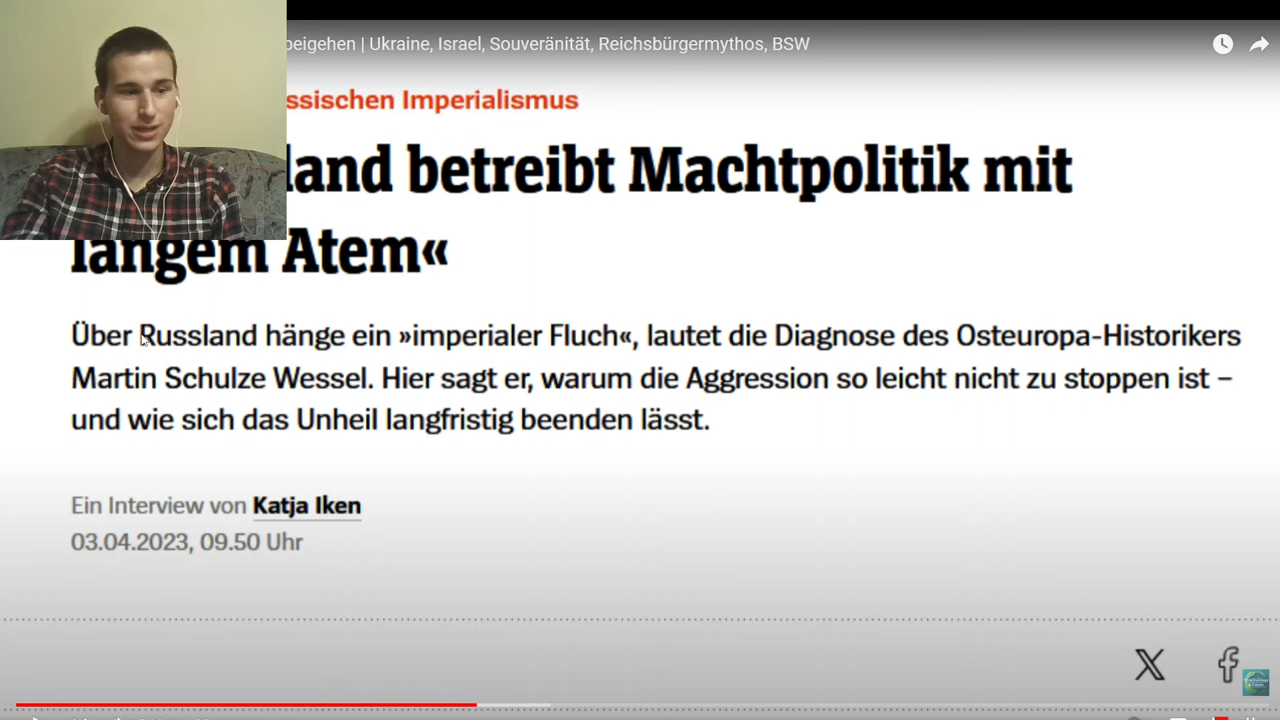 beigehen | Ukraine, Israel, Souveränität, Reichsbürgermythos, BSW
ssischen Imperialismus
land betreibt Machtpolitik mit
langem Atem«
Über Russland hänge ein »imperialer Fluch«, lautet die Diagnose des Osteuropa-Historikers
Martin Schulze Wessel. Hier sagt er, warum die Aggression so leicht nicht zu stoppen ist –
und wie sich das Unheil langfristig beenden lässt.
Ein Interview von Katja Iken
03.04.2023, 09.50 Uhr